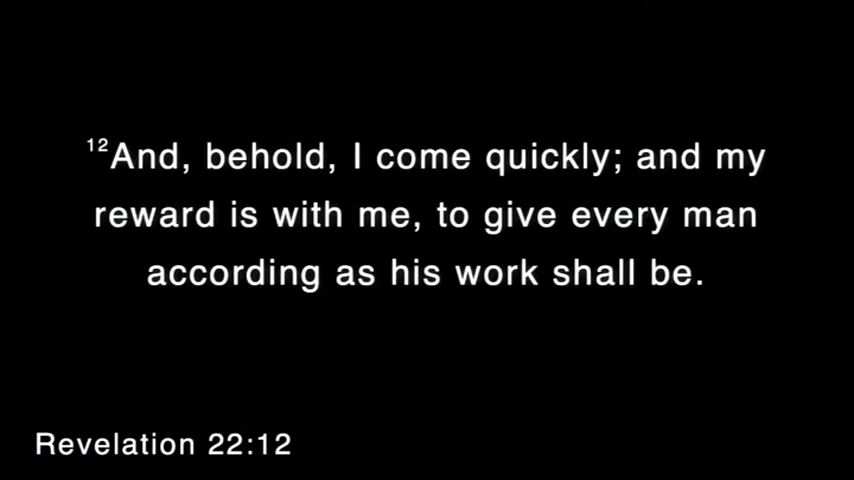 ¹²And, behold, I come quickly; and my
reward is with me, to give every man
according as his work shall be.
Revelation 22:12